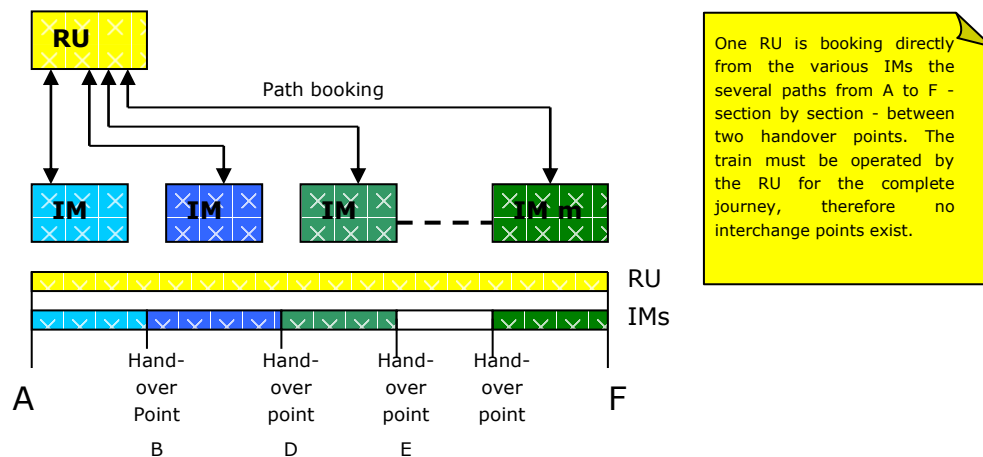 RU
Path booking
IM
IM
IM
IM m
One RU is booking directly
from the various IMs the
several paths from A to F -
section by section - between
two handover points. The
train must be operated by
the RU for the complete
journey, therefore no
interchange points exist.
RU
IMs
A
Hand-
over
Point
B
Hand-
over
point
D
Hand-
over
point
E
Hand-
over
point
F